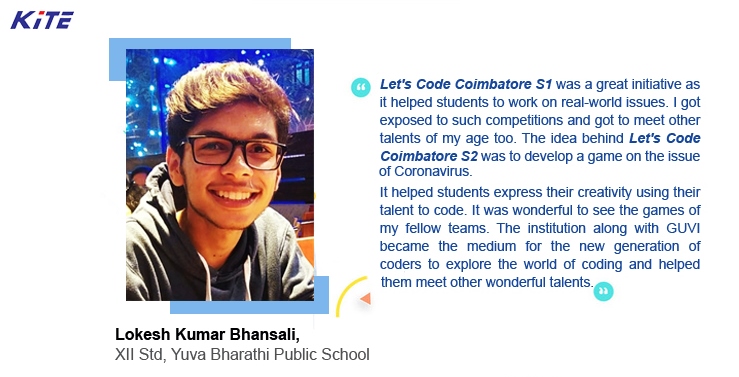 KiTE
Let's Code Coimbatore S1 was a great initiative as
it helped students to work on real-world issues. I got
exposed to such competitions and got to meet other
talents of my age too. The idea behind Let's Code
Coimbatore S2 was to develop a game on the issue
of Coronavirus.
It helped students express their creativity using their
talent to code. It was wonderful to see the games of
my fellow teams. The institution along with GUVI
became the medium for the new generation of
coders to explore the world of coding and helped
them meet other wonderful talents.
Lokesh Kumar Bhansali,
XII Std, Yuva Bharathi Public School